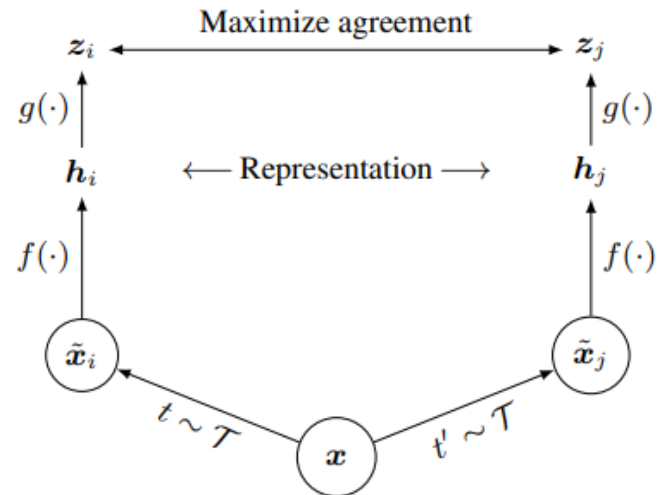 Maximize agreement
z_i z_j
g(·) g(·)
h_i ← Representation → h_j
f(·) f(·)
x̃_i x̃_j
t ∼ 𝒯 t′ ∼ 𝒯
x